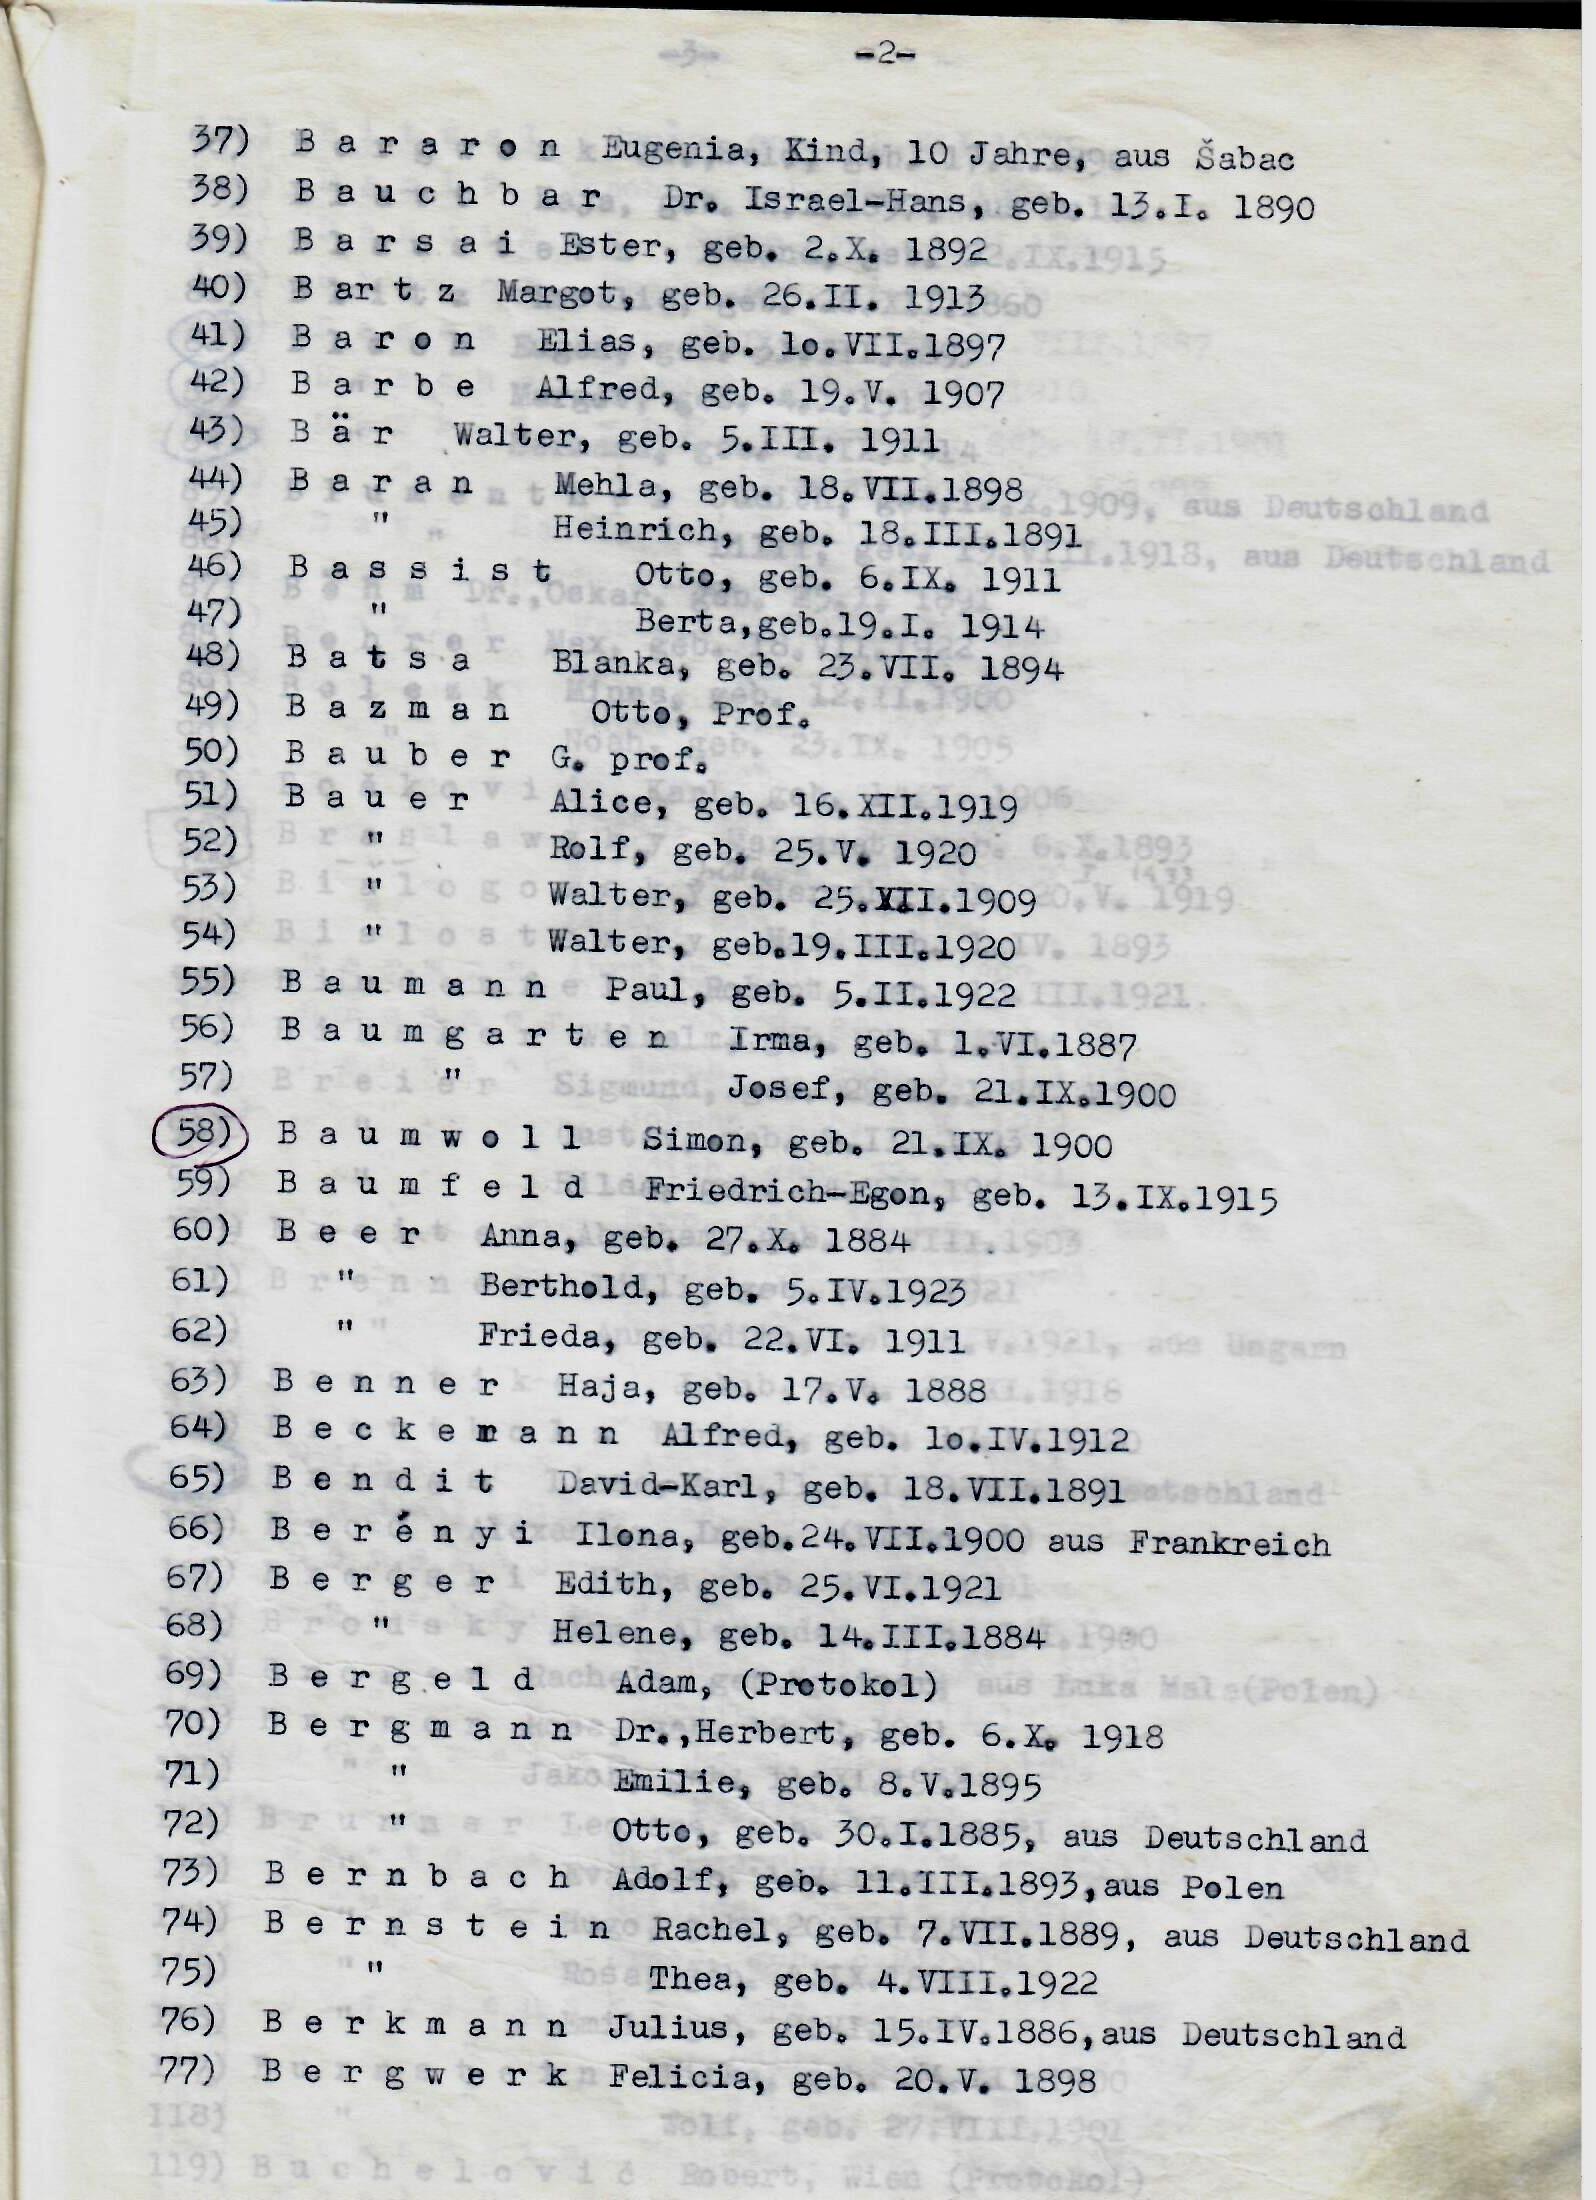 -2-
37) B a r a r o n Eugenia, Kind, 10 Jahre, aus Šabac
38) B a u c h b a r Dr. Israel-Hans, geb. 13.I. 1890
39) B a r s a i Ester, geb. 2.X. 1892
40) B ar t z Margot, geb. 26.II. 1913
41) B a r o n Elias, geb. lo.VII.1897
42) B a r b e Alfred, geb. 19.V. 1907
43) B ä r Walter, geb. 5.III. 1911
44) B a r a n Mehla, geb. 18.VII.1898
45) " Heinrich, geb. 18.III.1891
46) B a s s i s t Otto, geb. 6.IX. 1911
47) " Berta,geb.19.I. 1914
48) B a t s a Blanka, geb. 23.VII. 1894
49) B a z m a n Otto, Prof.
50) B a u b e r G. prof.
51) B a u e r Alice, geb. 16.XII.1919
52) " Rolf, geb. 25.V. 1920
53) " Walter, geb. 25.XII.1909
54) " Walter, geb.19.III.1920
55) B a u m a n n Paul, geb. 5.II.1922
56) B a u m g a r t e n Irma, geb. 1.VI.1887
57) " Josef, geb. 21.IX.1900
58) B a u m w o l l Simon, geb. 21.IX. 1900
59) B a u m f e l d Friedrich-Egon, geb. 13.IX.1915
60) B e e r Anna, geb. 27.X. 1884
61) " Berthold, geb. 5.IV.1923
62) " Frieda, geb. 22.VI. 1911
63) B e n n e r Haja, geb. 17.V. 1888
64) B e c k e m a n n Alfred, geb. lo.IV.1912
65) B e n d i t David-Karl, geb. 18.VII.1891
66) B e r é n y i Ilona, geb.24.VII.1900 aus Frankreich
67) B e r g e r Edith, geb. 25.VI.1921
68) " Helene, geb. 14.III.1884
69) B e r g e l d Adam, (Protokol)
70) B e r g m a n n Dr.,Herbert, geb. 6.X. 1918
71) " Emilie, geb. 8.V.1895
72) " Otto, geb. 30.I.1885, aus Deutschland
73) B e r n b a c h Adolf, geb. 11.III.1893,aus Polen
74) B e r n s t e i n Rachel, geb. 7.VII.1889, aus Deutschland
75) " Thea, geb. 4.VIII.1922
76) B e r k m a n n Julius, geb. 15.IV.1886,aus Deutschland
77) B e r g w e r k Felicia, geb. 20.V. 1898